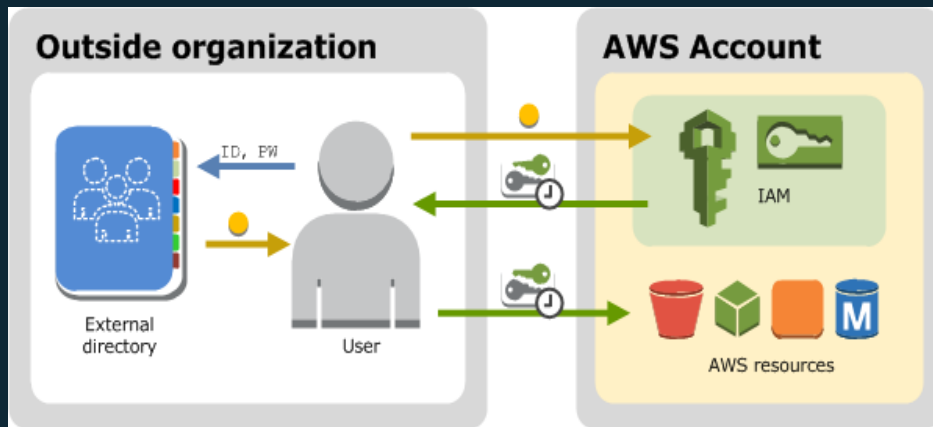 Outside organization
AWS Account
ID, PW
IAM
External
directory
User
M
AWS resources